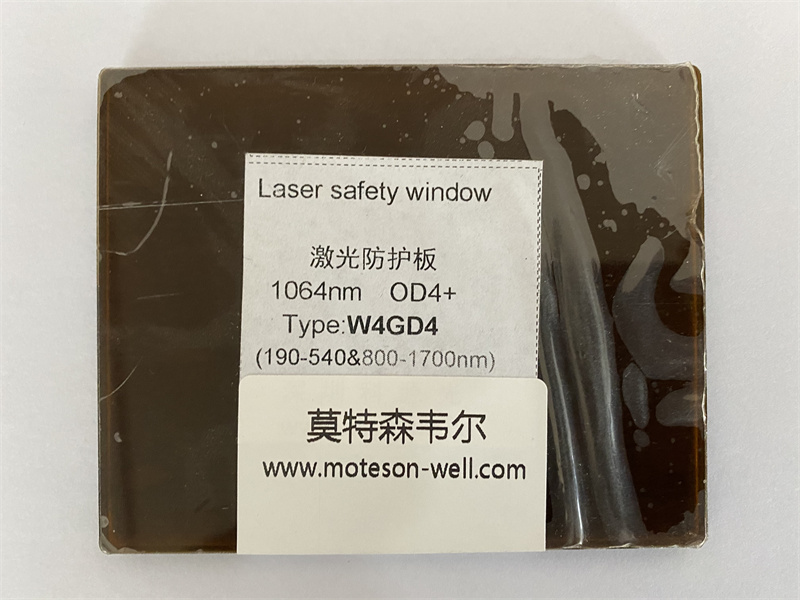 Laser safety window
激光防护板
1064nm OD4+
Type:W4GD4
(190-540&800-1700nm)
莫特森韦尔
www.moteson-well.com